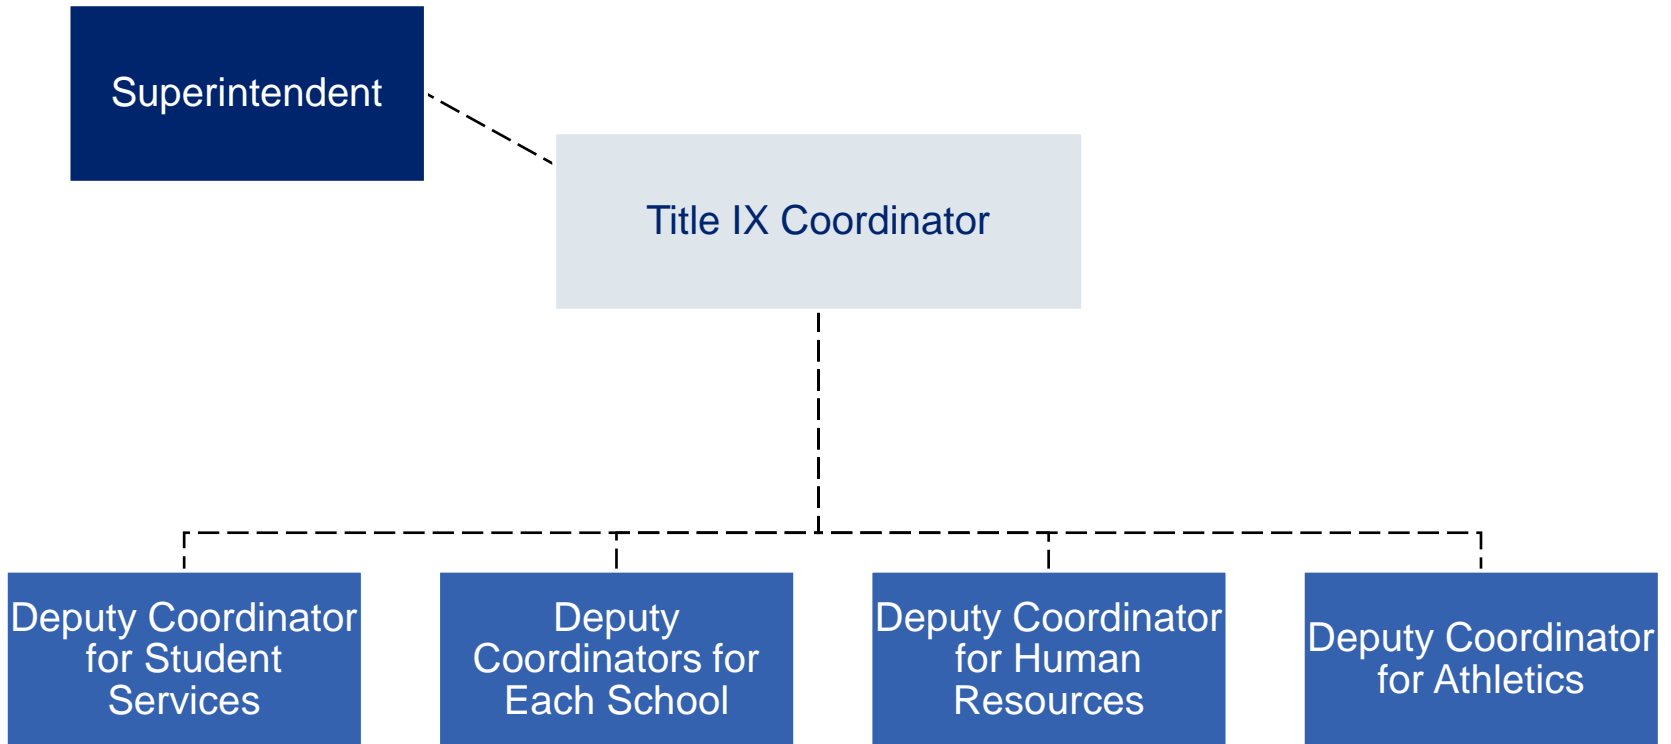 Superintendent
Title IX Coordinator
Deputy Coordinator
for Student
Services
Deputy
Coordinators for
Each School
Deputy Coordinator
for Human
Resources
Deputy Coordinator
for Athletics